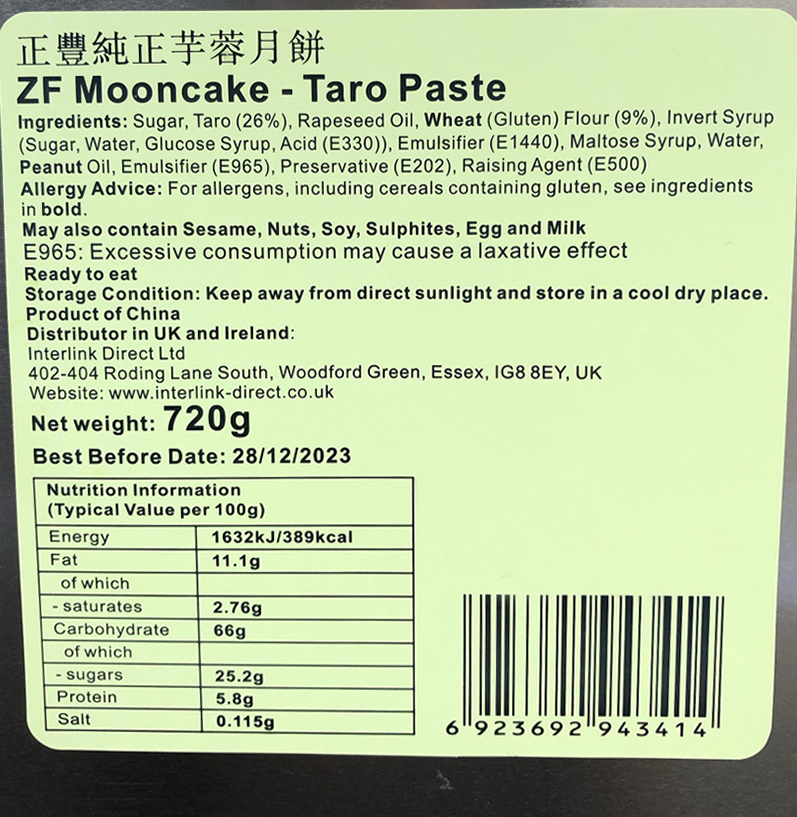 正豐純正芋蓉月餅
ZF Mooncake - Taro Paste
Ingredients: Sugar, Taro (26%), Rapeseed Oil, Wheat (Gluten) Flour (9%), Invert Syrup
(Sugar, Water, Glucose Syrup, Acid (E330)), Emulsifier (E1440), Maltose Syrup, Water,
Peanut Oil, Emulsifier (E965), Preservative (E202), Raising Agent (E500)
Allergy Advice: For allergens, including cereals containing gluten, see ingredients
in bold.
May also contain Sesame, Nuts, Soy, Sulphites, Egg and Milk
E965: Excessive consumption may cause a laxative effect
Ready to eat
Storage Condition: Keep away from direct sunlight and store in a cool dry place.
Product of China
Distributor in UK and Ireland:
Interlink Direct Ltd
402-404 Roding Lane South, Woodford Green, Essex, IG8 8EY, UK
Website: www.interlink-direct.co.uk
Net weight: 720g
Best Before Date: 28/12/2023
Nutrition Information
(Typical Value per 100g)
Energy 1632kJ/389kcal
Fat 11.1g
of which
- saturates 2.76g
Carbohydrate 66g
of which
- sugars 25.2g
Protein 5.8g
Salt 0.115g
6 923692 943414